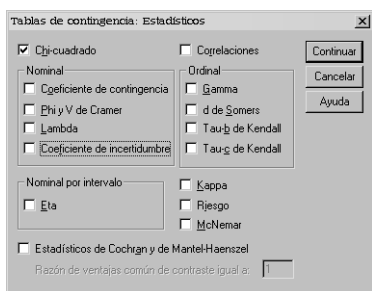 Tablas de contingencia: Estadísticos
Chi-cuadrado
Correlaciones
Continuar
Cancelar
Ayuda
Nominal
Coeficiente de contingencia
Phi y V de Cramer
Lambda
Coeficiente de incertidumbre
Ordinal
Gamma
d de Somers
Tau-b de Kendall
Tau-c de Kendall
Nominal por intervalo
Eta
Kappa
Riesgo
McNemar
Estadísticos de Cochran y de Mantel-Haenszel
Razón de ventajas común de contraste igual a: 1